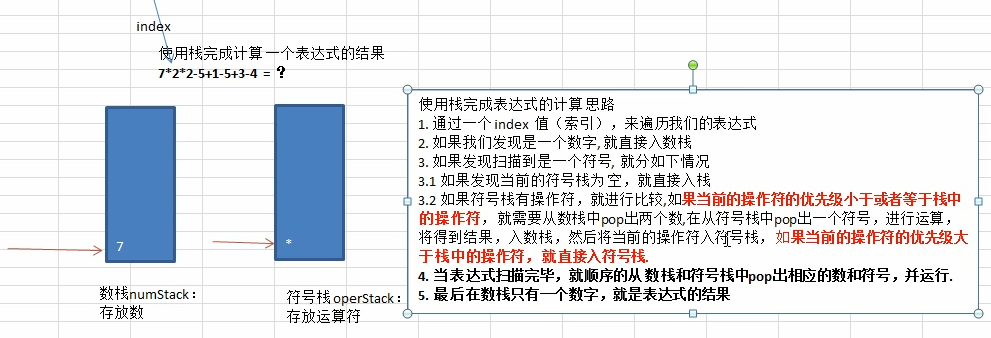 index
使用栈完成计算 一个表达式的结果
7*2*2-5+1-5+3-4 = ?
使用栈完成表达式的计算 思路
1. 通过一个 index 值（索引），来遍历我们的表达式
2. 如果我们发现是一个数字, 就直接入数栈
3. 如果发现扫描到是一个符号, 就分如下情况
3.1 如果发现当前的符号栈为 空，就直接入栈
3.2 如果符号栈有操作符，就进行比较,如果当前的操作符的优先级小于或者等于栈中
的操作符，就需要从数栈中pop出两个数,在从符号栈中pop出一个符号，进行运算，
将得到结果，入数栈，然后将当前的操作符入符号栈，如果当前的操作符的优先级大
于栈中的操作符，就直接入符号栈.
4. 当表达式扫描完毕，就顺序的从 数栈和符号栈中pop出相应的数和符号，并运行.
5. 最后在数栈只有一个数字，就是表达式的结果
7
*
数栈numStack：
存放数
符号栈operStack：
存放运算符